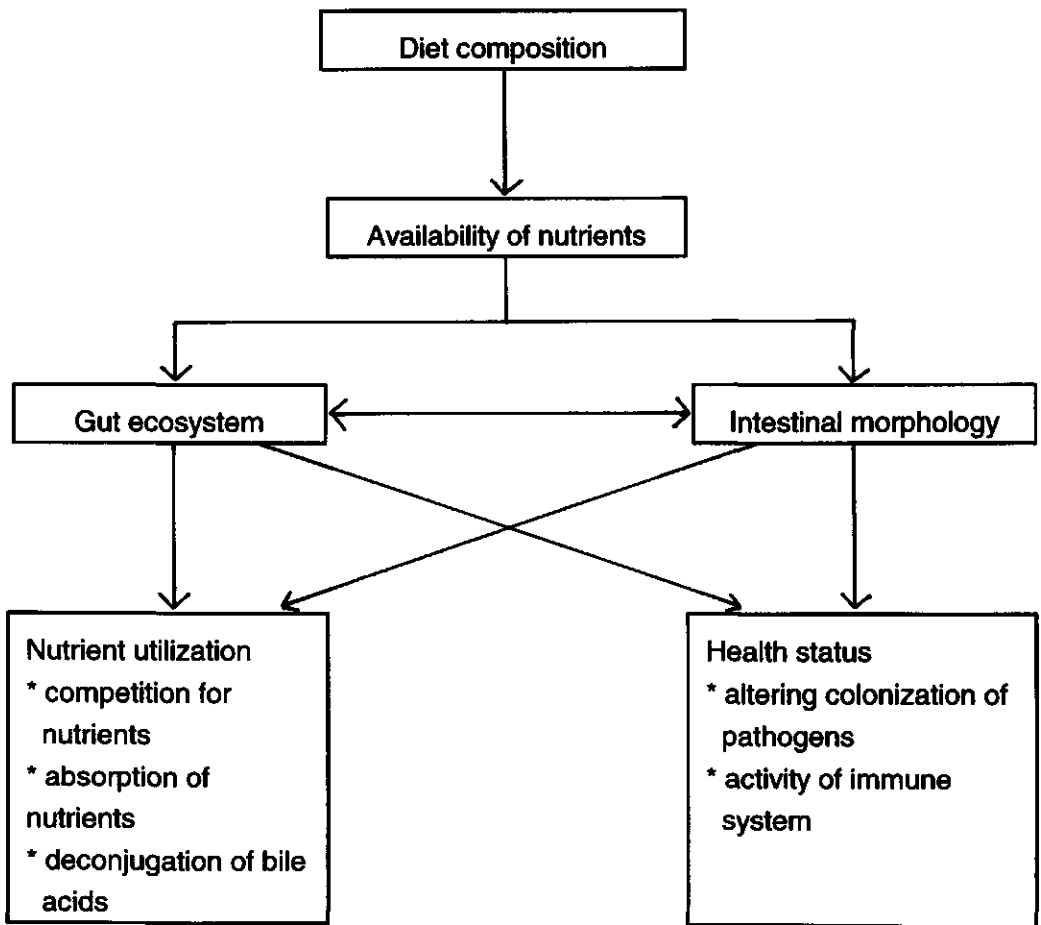 Diet composition
Availability of nutrients
Gut ecosystem
Intestinal morphology
Nutrient utilization
* competition for
nutrients
* absorption of
nutrients
* deconjugation of bile
acids
Health status
* altering colonization of
pathogens
* activity of immune
system